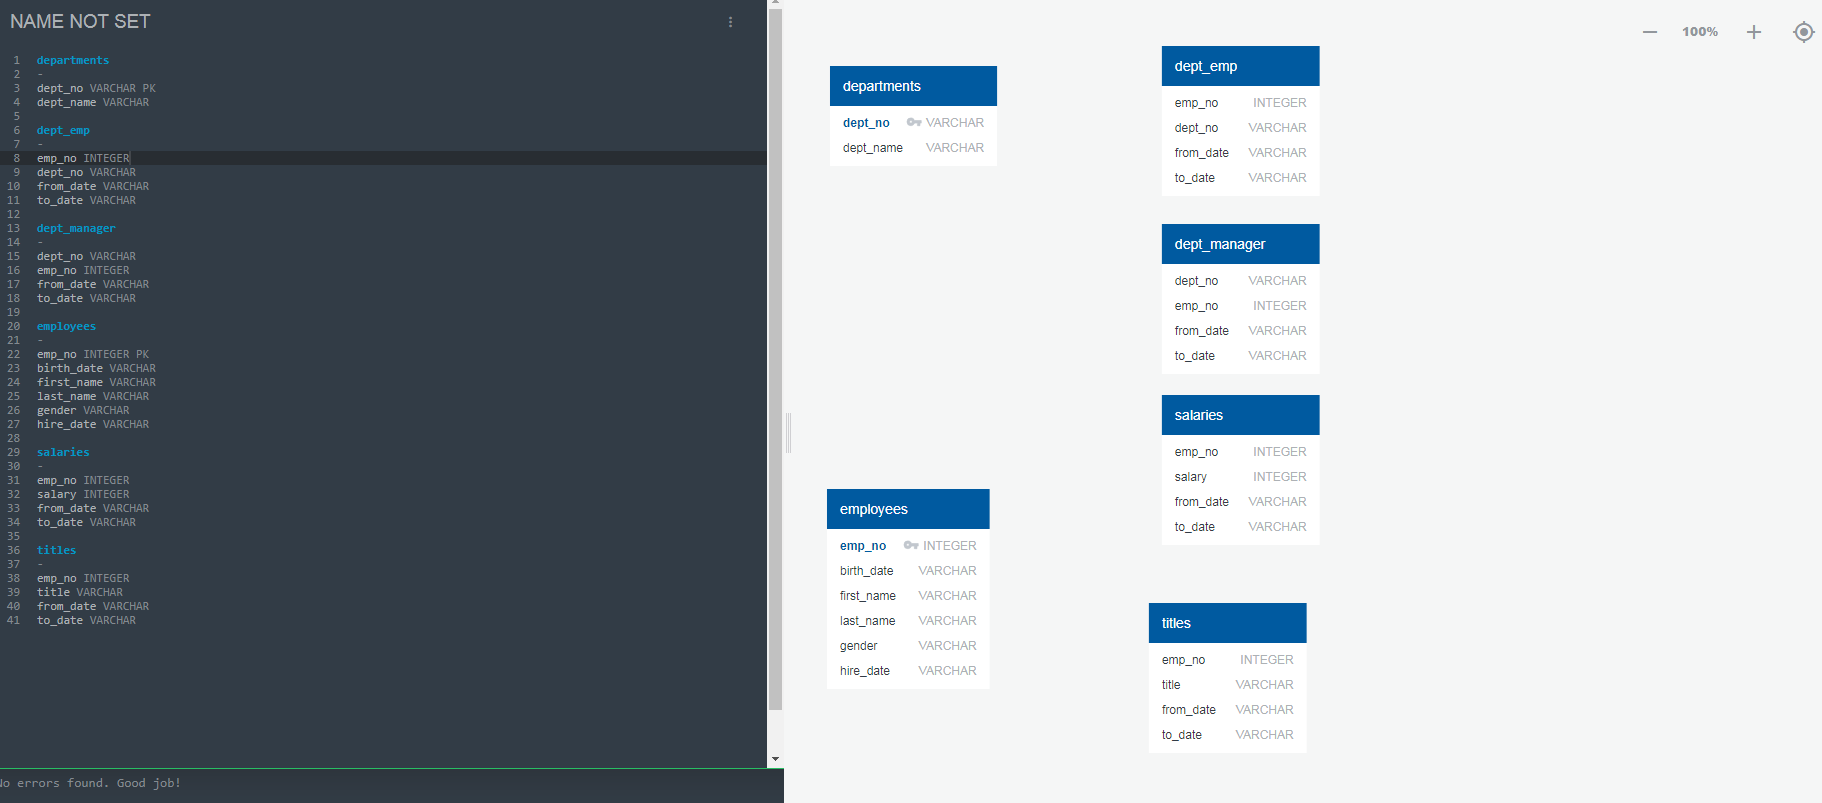 NAME NOT SET
1 departments
2 -
3 dept_no VARCHAR PK
4 dept_name VARCHAR
5
6 dept_emp
7 -
8 emp_no INTEGER
9 dept_no VARCHAR
10 from_date VARCHAR
11 to_date VARCHAR
12
13 dept_manager
14 -
15 dept_no VARCHAR
16 emp_no INTEGER
17 from_date VARCHAR
18 to_date VARCHAR
19
20 employees
21 -
22 emp_no INTEGER PK
23 birth_date VARCHAR
24 first_name VARCHAR
25 last_name VARCHAR
26 gender VARCHAR
27 hire_date VARCHAR
28
29 salaries
30 -
31 emp_no INTEGER
32 salary INTEGER
33 from_date VARCHAR
34 to_date VARCHAR
35
36 titles
37 -
38 emp_no INTEGER
39 title VARCHAR
40 from_date VARCHAR
41 to_date VARCHAR
No errors found. Good job!
100%
departments
dept_no VARCHAR
dept_name VARCHAR
employees
emp_no INTEGER
birth_date VARCHAR
first_name VARCHAR
last_name VARCHAR
gender VARCHAR
hire_date VARCHAR
dept_emp
emp_no INTEGER
dept_no VARCHAR
from_date VARCHAR
to_date VARCHAR
dept_manager
dept_no VARCHAR
emp_no INTEGER
from_date VARCHAR
to_date VARCHAR
salaries
emp_no INTEGER
salary INTEGER
from_date VARCHAR
to_date VARCHAR
titles
emp_no INTEGER
title VARCHAR
from_date VARCHAR
to_date VARCHAR